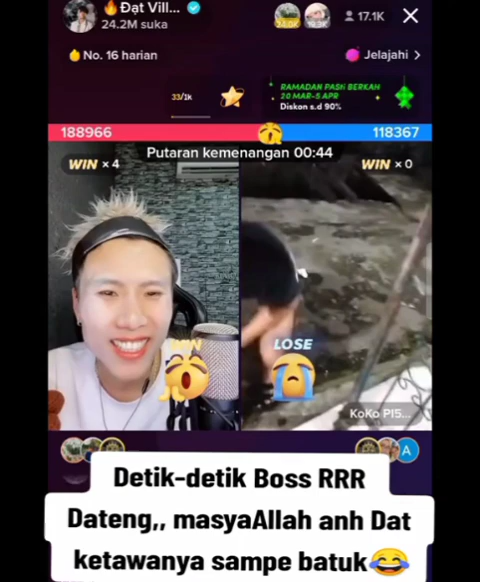 🔥Đạt Vill...
24.2M suka
17.1K
No. 16 harian
Jelajahi >
33/1k
RAMADAN PASTI BERKAH
20 MAR-5 APR
Diskon s.d 90%
188966
118367
Putaran kemenangan 00:44
WIN x 4
WIN x 0
WIN
LOSE
KoKo PI5...
A
Detik-detik Boss RRR
Dateng,, masyaAllah anh Dat
ketawanya sampe batuk😂